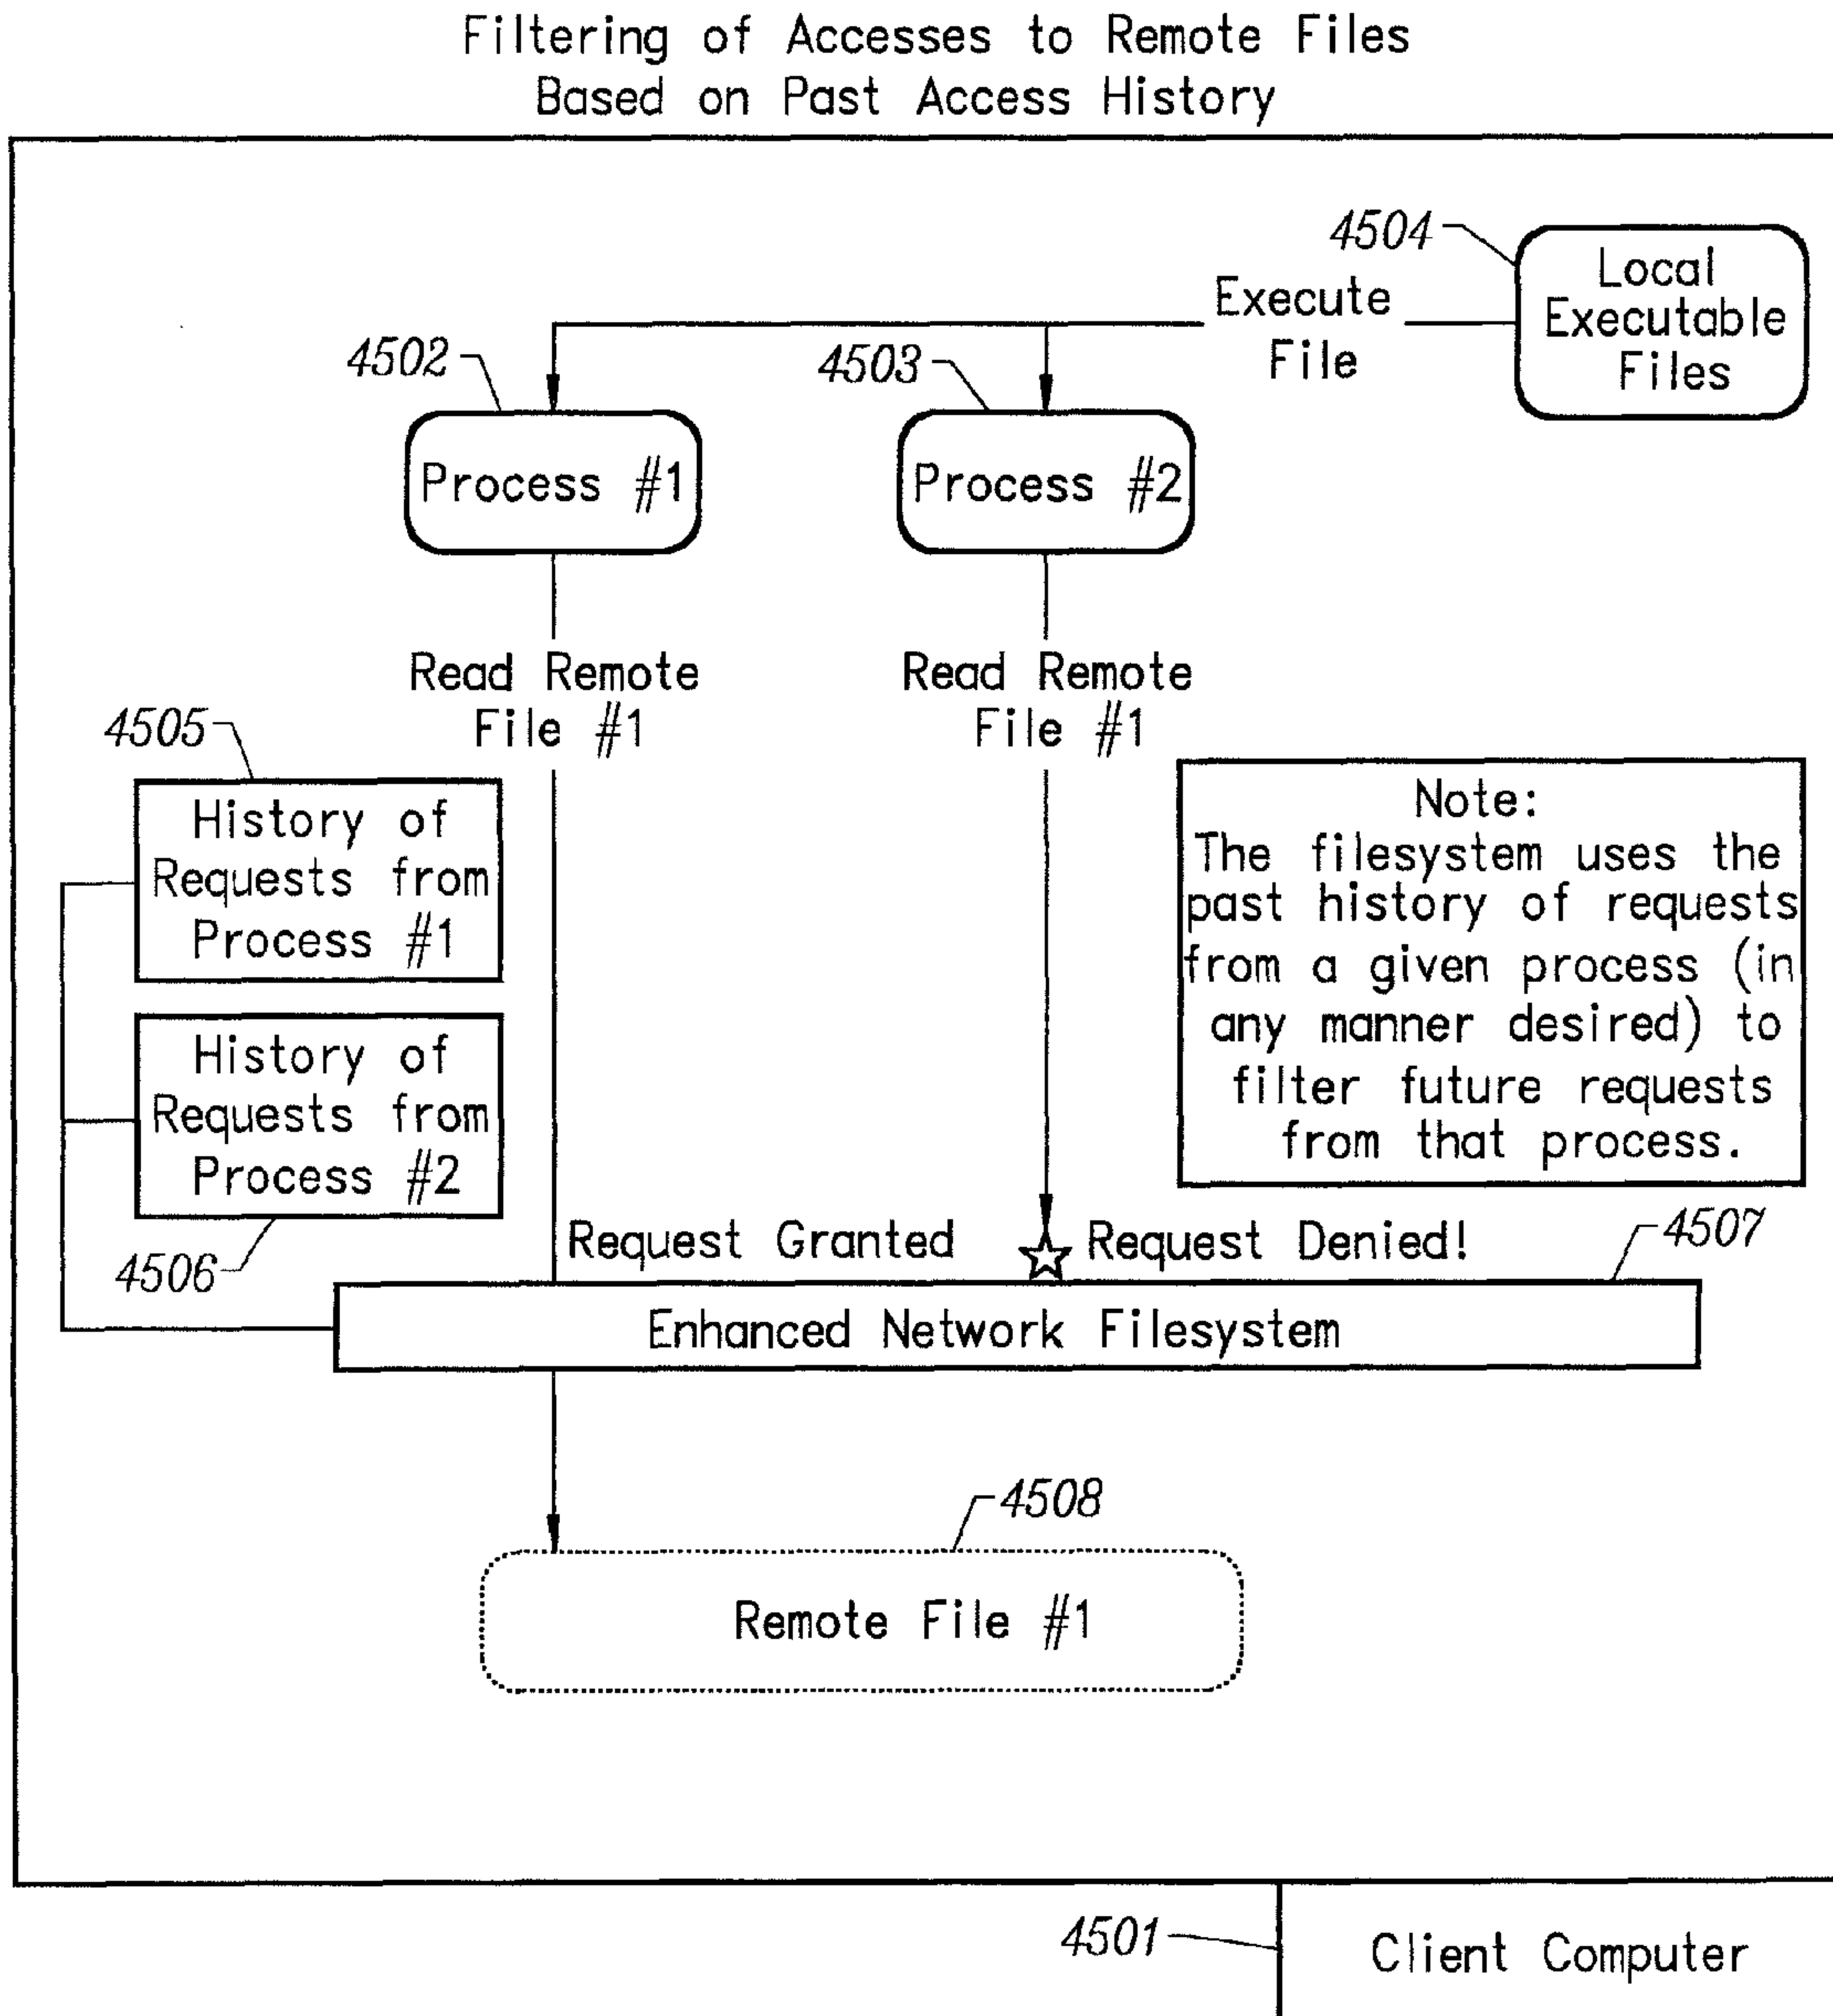 Filtering of Accesses to Remote Files
Based on Past Access History
4504
Local
Executable
Files
Execute
File
4502
4503
Process #1
Process #2
Read Remote
File #1
Read Remote
File #1
4505
History of
Requests from
Process #1
Note:
The filesystem uses the
past history of requests
from a given process (in
any manner desired) to
filter future requests
from that process.
History of
Requests from
Process #2
4506
Request Granted
Request Denied!
4507
Enhanced Network Filesystem
4508
Remote File #1
4501
Client Computer